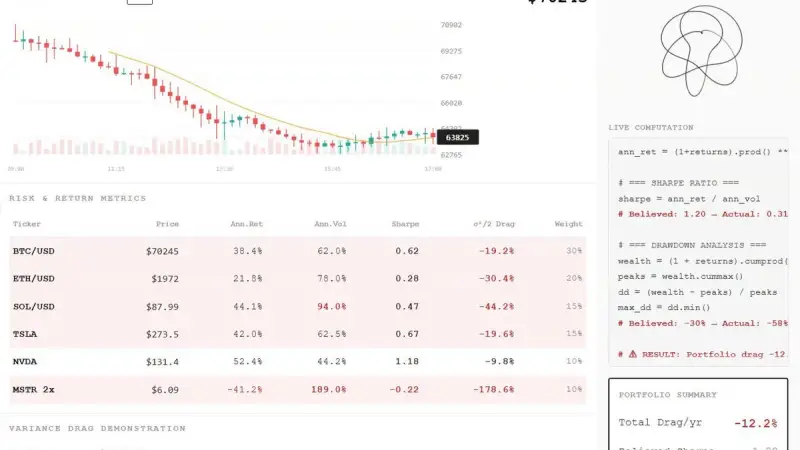 $70245
70902
69275
67647
66020
63825
62765
09:00
11:15
13:30
15:45
17:00
RISK & RETURN METRICS
Ticker Price Ann.Ret Ann.Vol Sharpe σ²/2 Drag Weight
BTC/USD $70245 38.4% 62.0% 0.62 -19.2% 30%
ETH/USD $1972 21.8% 78.0% 0.28 -30.4% 20%
SOL/USD $87.99 44.1% 94.0% 0.47 -44.2% 15%
TSLA $273.5 42.0% 62.5% 0.67 -19.6% 15%
NVDA $131.4 52.4% 44.2% 1.18 -9.8% 10%
MSTR 2x $6.09 -41.2% 189.0% -0.22 -178.6% 10%
VARIANCE DRAG DEMONSTRATION
LIVE COMPUTATION
ann_ret = (1+returns).prod() **
# === SHARPE RATIO ===
sharpe = ann_ret / ann_vol
# Believed: 1.20 → Actual: 0.31
# === DRAWDOWN ANALYSIS ===
wealth = (1 + returns).cumprod(
peaks = wealth.cummax()
dd = (wealth - peaks) / peaks
max_dd = dd.min()
# Believed: -30% → Actual: -58%
# ⚠ RESULT: Portfolio drag -12.
PORTFOLIO SUMMARY
Total Drag/yr -12.2%